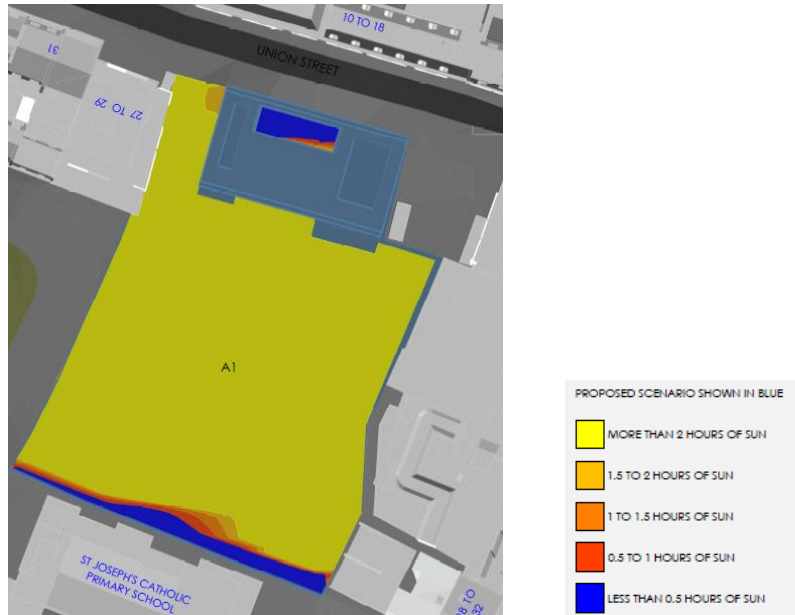 10 TO 18
UNION STREET
31
27 TO 29
A1
ST JOSEPH'S CATHOLIC
PRIMARY SCHOOL
PROPOSED SCENARIO SHOWN IN BLUE
MORE THAN 2 HOURS OF SUN
1.5 TO 2 HOURS OF SUN
1 TO 1.5 HOURS OF SUN
0.5 TO 1 HOURS OF SUN
LESS THAN 0.5 HOURS OF SUN